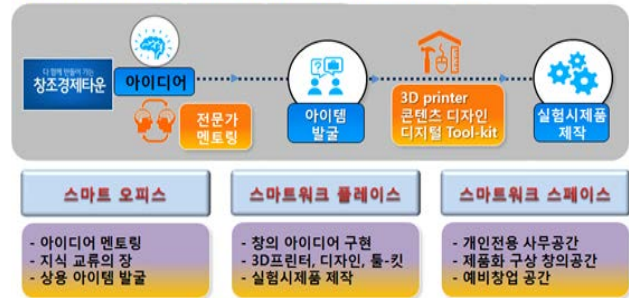 다 함께 만들어 가는
창조경제타운
아이디어
전문가
멘토링
아이템
발굴
3D printer
콘텐츠 디자인
디지털 Tool-kit
실험시제품
제작
스마트 오피스
- 아이디어 멘토링
- 지식 교류의 장
- 상용 아이템 발굴
스마트워크 플레이스
- 창의 아이디어 구현
- 3D프린터, 디자인, 툴-킷
- 실험시제품 제작
스마트워크 스페이스
- 개인전용 사무공간
- 제품화 구상 창의공간
- 예비창업 공간